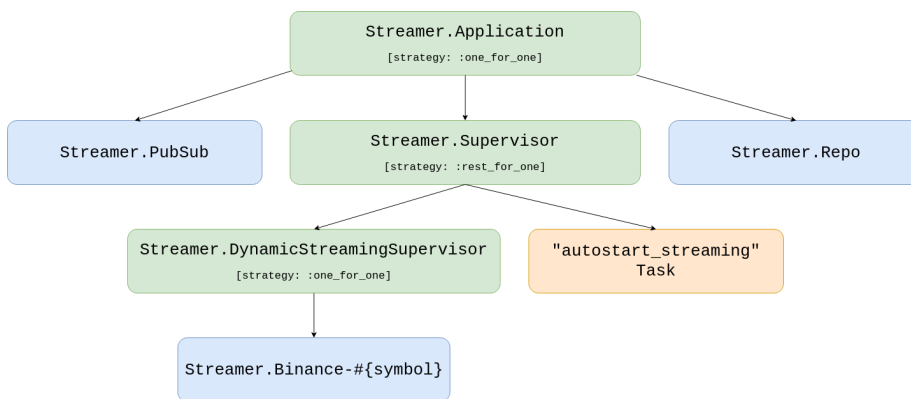 Streamer.Application
[strategy: :one_for_one]
Streamer.PubSub
Streamer.Supervisor
[strategy: :rest_for_one]
Streamer.Repo
Streamer.DynamicStreamingSupervisor
[strategy: :one_for_one]
"autostart_streaming"
Task
Streamer.Binance-#{symbol}